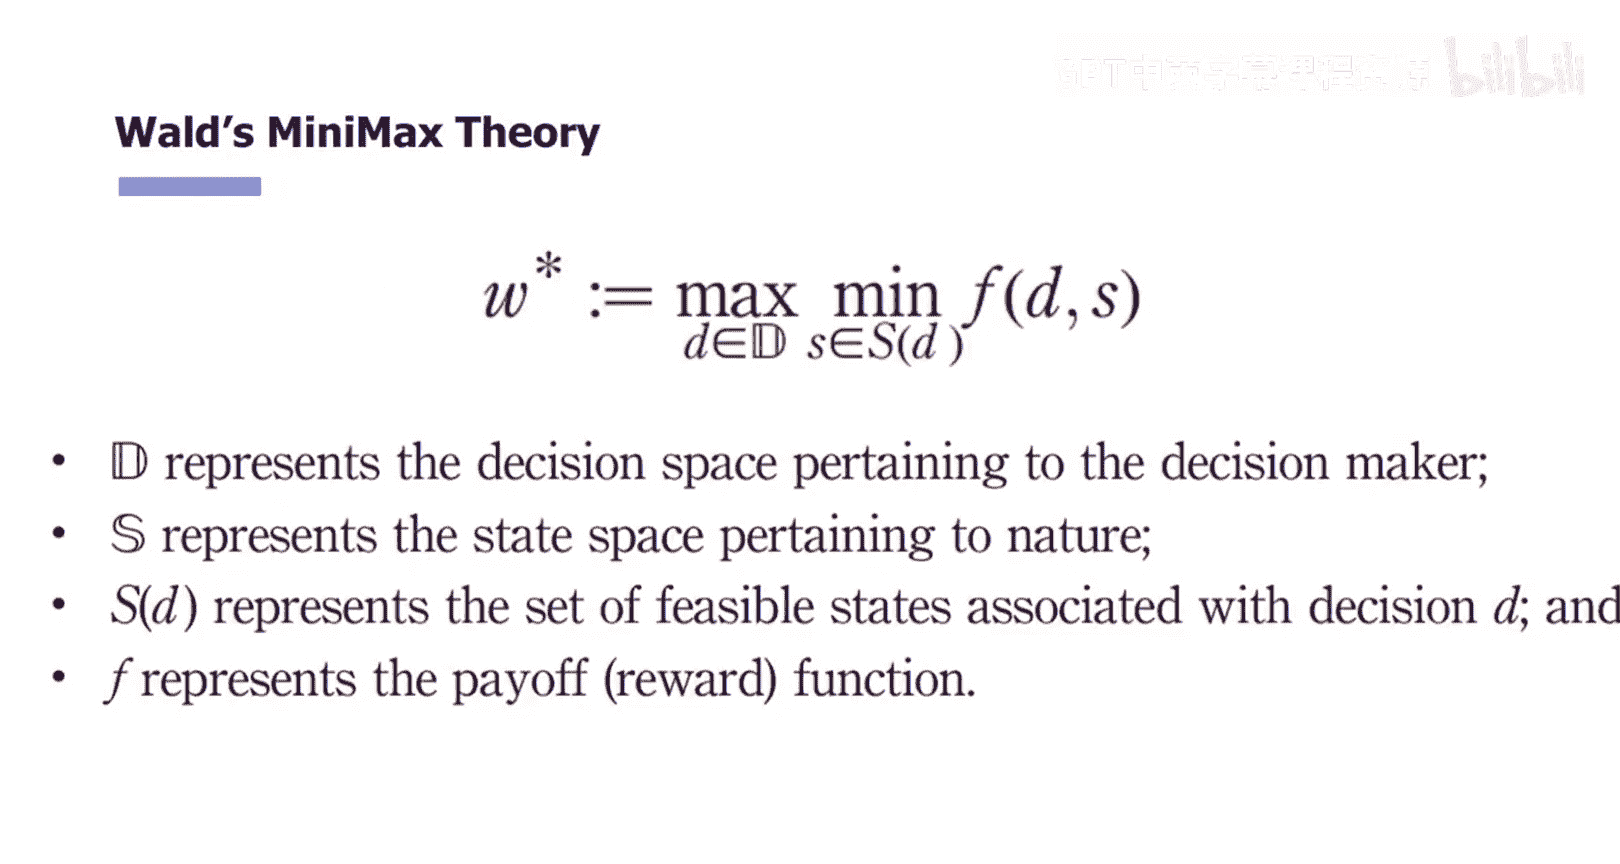 bilibili
Wald's MiniMax Theory
w* := max min f(d, s)
d∈𝔻 s∈S(d )
• 𝔻 represents the decision space pertaining to the decision maker;
• 𝕊 represents the state space pertaining to nature;
• S(d ) represents the set of feasible states associated with decision d; and
• f represents the payoff (reward) function.